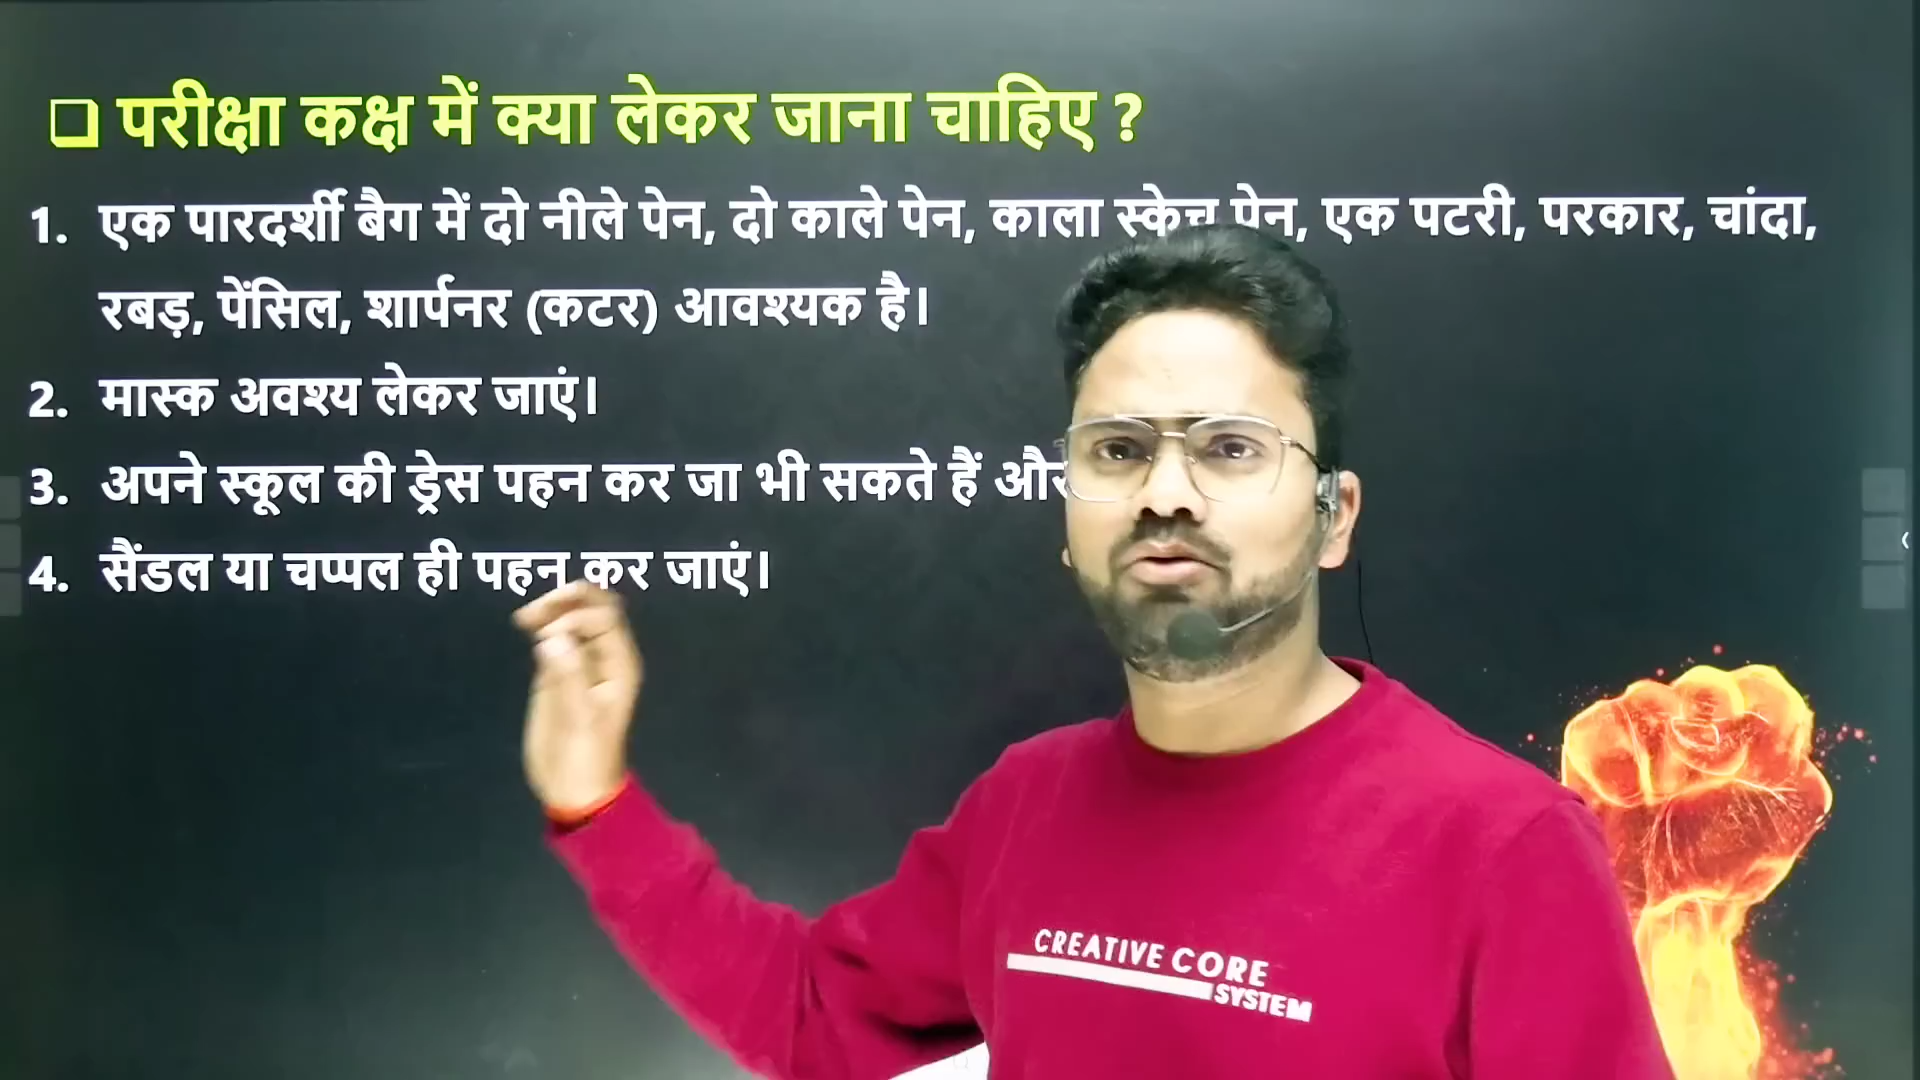 ❑ परीक्षा कक्ष में क्या लेकर जाना चाहिए ?
1. एक पारदर्शी बैग में दो नीले पेन, दो काले पेन, काला स्केच पेन, एक पटरी, परकार, चांदा,
रबड़, पेंसिल, शार्पनर (कटर) आवश्यक है।
2. मास्क अवश्य लेकर जाएं।
3. अपने स्कूल की ड्रेस पहन कर जा भी सकते हैं और
4. सैंडल या चप्पल ही पहन कर जाएं।
CREATIVE CORE
SYSTEM